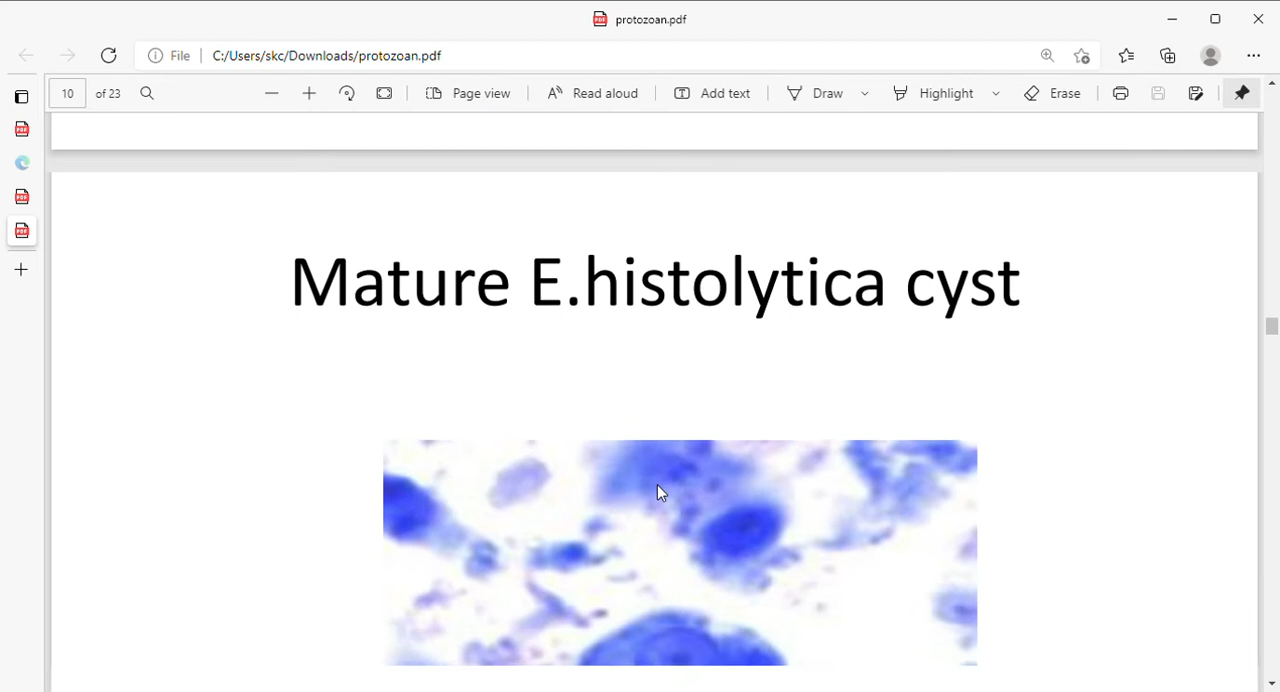 protozoan.pdf
File C:/Users/skc/Downloads/protozoan.pdf
10 of 23 Page view Read aloud Add text Draw Highlight Erase
Mature E.histolytica cyst